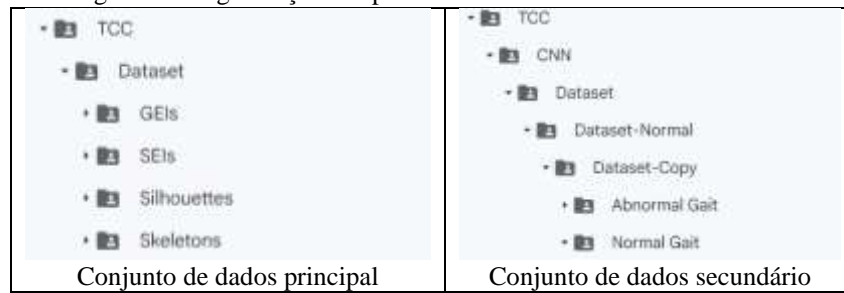 TCC
Dataset
GEIs
SEIs
Silhouettes
Skeletons
Conjunto de dados principal
TCC
CNN
Dataset
Dataset-Normal
Dataset-Copy
Abnormal Gait
Normal Gait
Conjunto de dados secundário